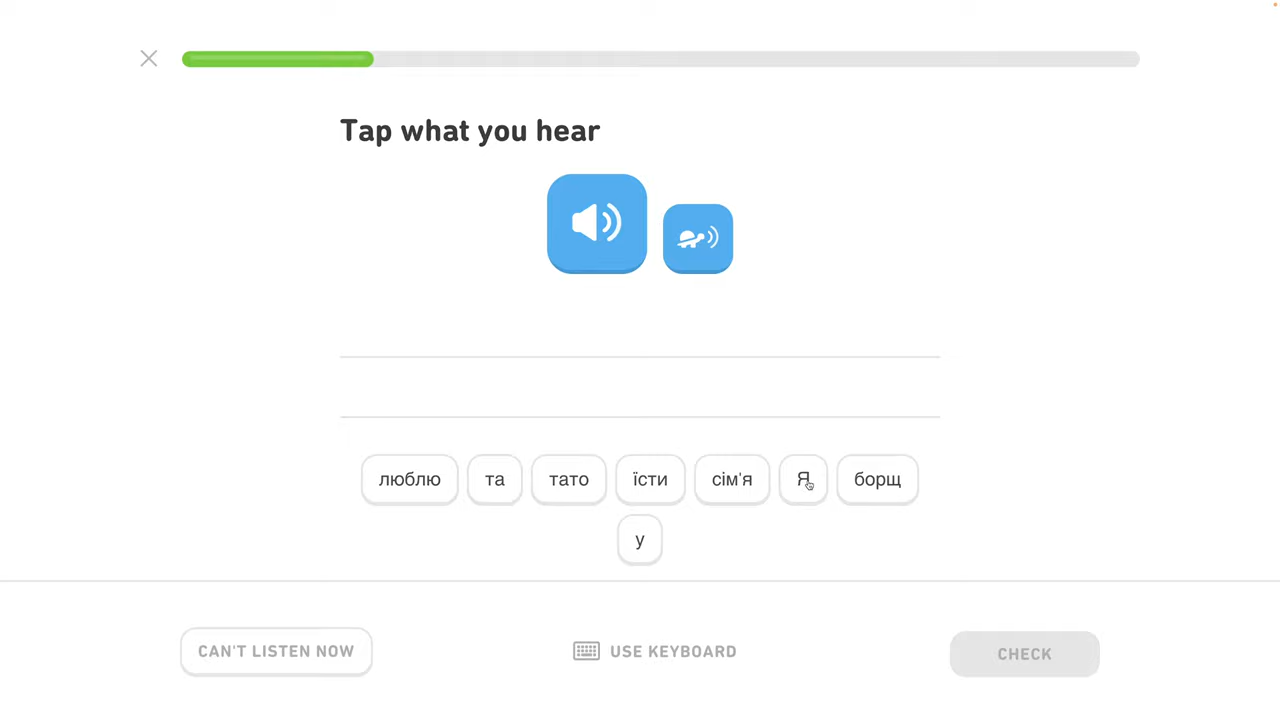 Tap what you hear
люблю та тато їсти сім'я Я борщ
у
CAN'T LISTEN NOW USE KEYBOARD CHECK